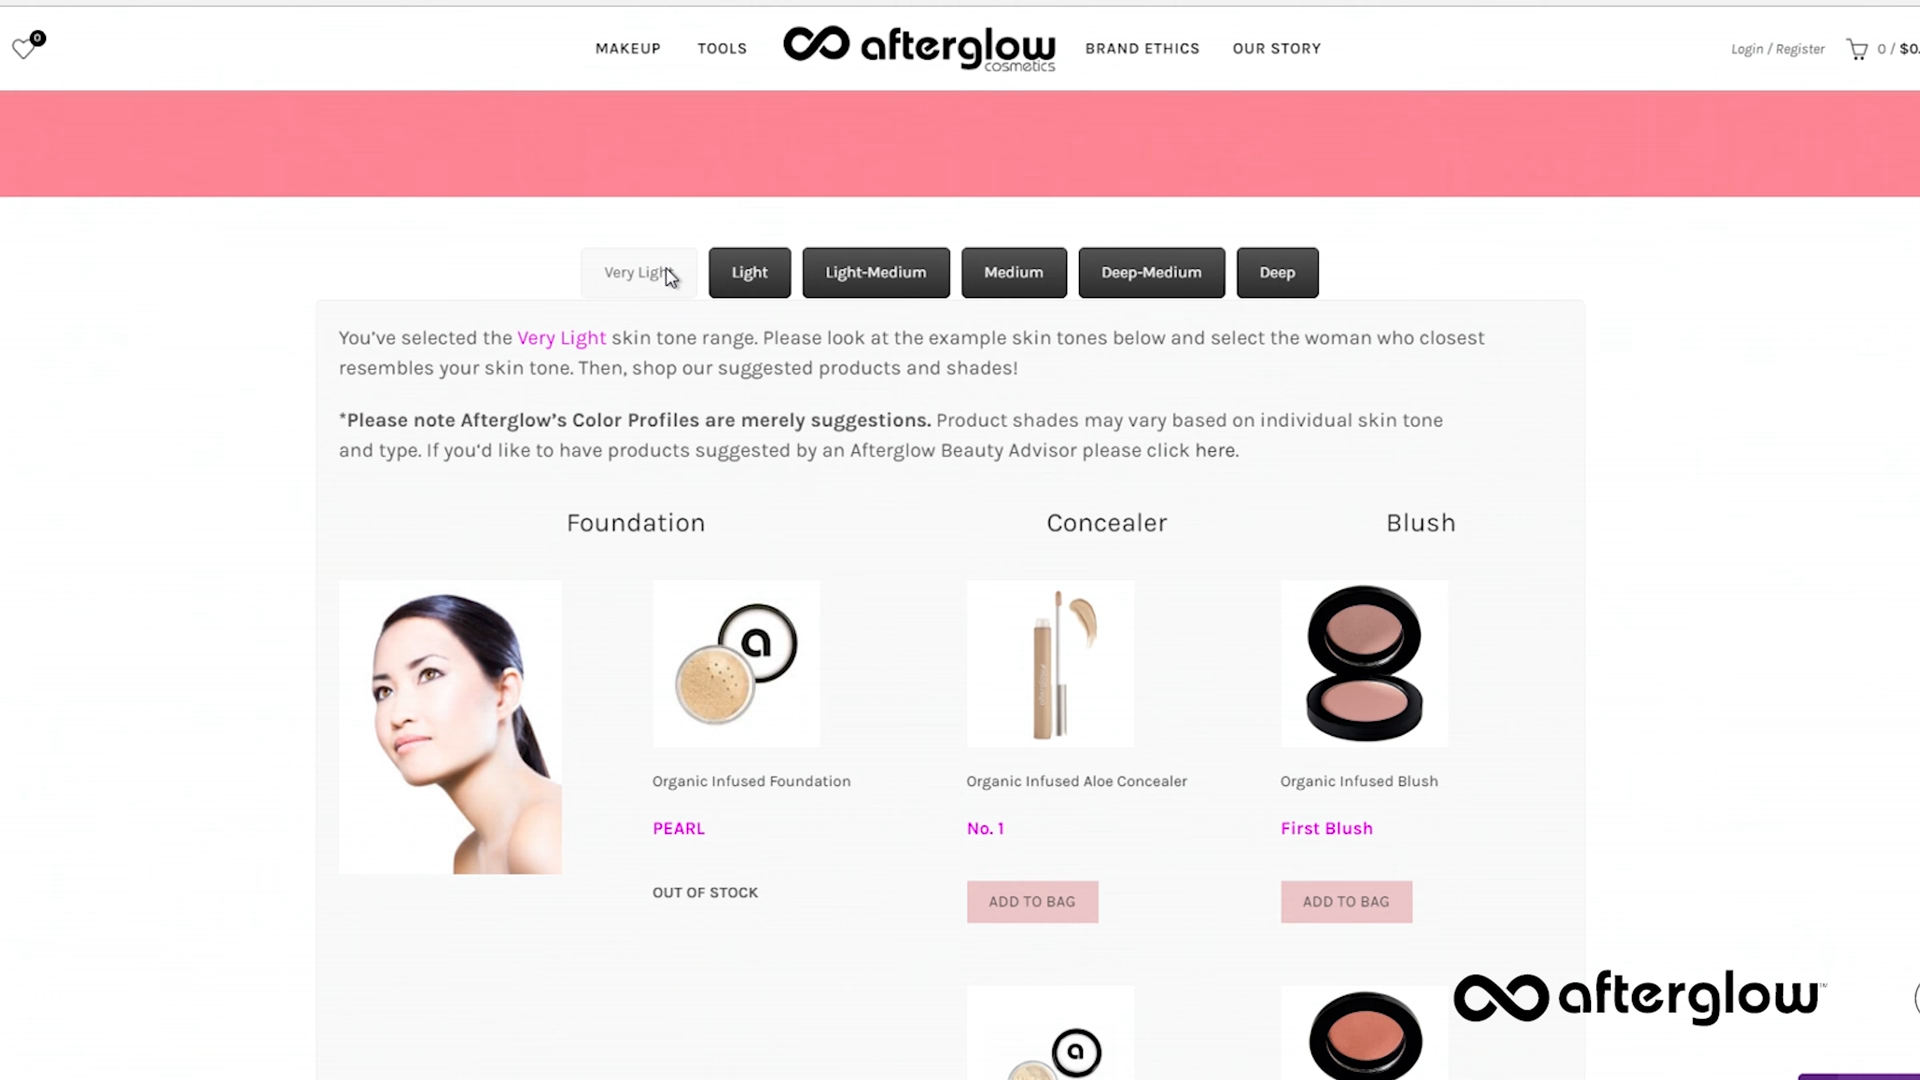 0
MAKEUP TOOLS afterglow cosmetics BRAND ETHICS OUR STORY
Login / Register 0 / $0.
Very Light Light Light-Medium Medium Deep-Medium Deep
You’ve selected the Very Light skin tone range. Please look at the example skin tones below and select the woman who closest
resembles your skin tone. Then, shop our suggested products and shades!
*Please note Afterglow’s Color Profiles are merely suggestions. Product shades may vary based on individual skin tone
and type. If you‘d like to have products suggested by an Afterglow Beauty Advisor please click here.
Foundation Concealer Blush
a
afterglow
Organic Infused Foundation Organic Infused Aloe Concealer Organic Infused Blush
PEARL No. 1 First Blush
OUT OF STOCK ADD TO BAG ADD TO BAG
afterglow™
a